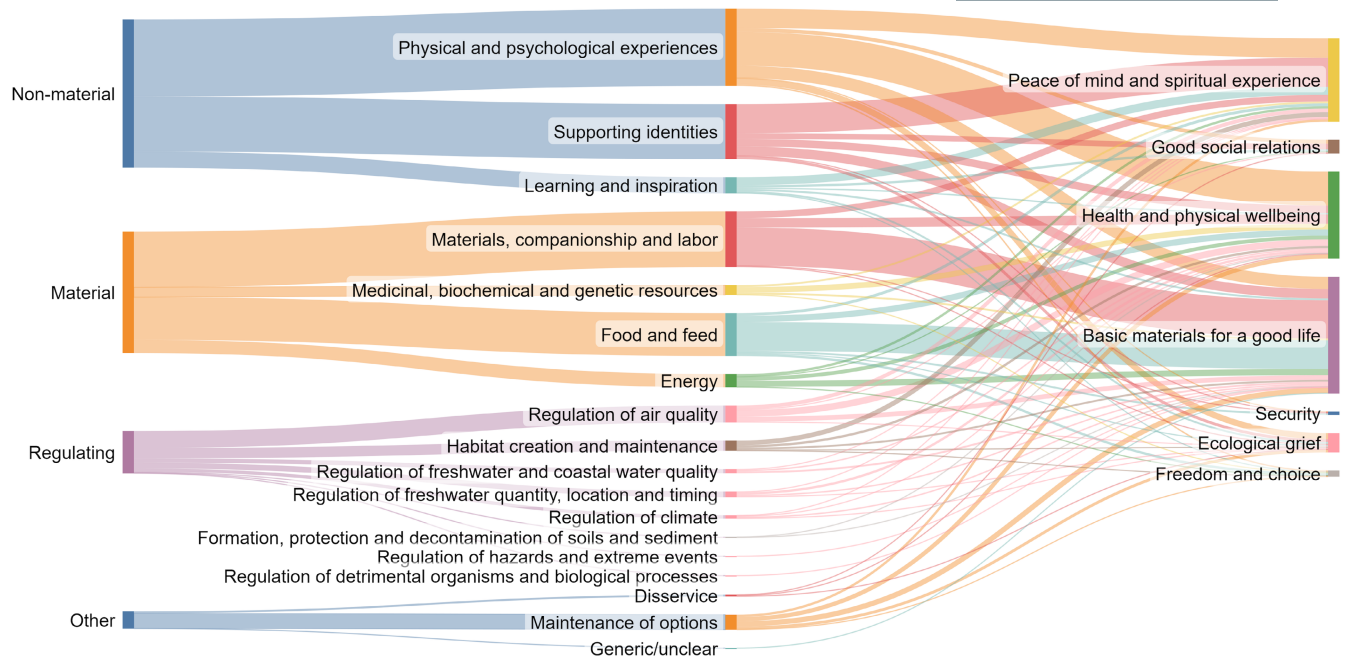 Non-material
Material
Regulating
Other
Physical and psychological experiences
Supporting identities
Learning and inspiration
Materials, companionship and labor
Medicinal, biochemical and genetic resources
Food and feed
Energy
Regulation of air quality
Habitat creation and maintenance
Regulation of freshwater and coastal water quality
Regulation of freshwater quantity, location and timing
Regulation of climate
Formation, protection and decontamination of soils and sediment
Regulation of hazards and extreme events
Regulation of detrimental organisms and biological processes
Disservice
Maintenance of options
Generic/unclear
Peace of mind and spiritual experience
Good social relations
Health and physical wellbeing
Basic materials for a good life
Security
Ecological grief
Freedom and choice